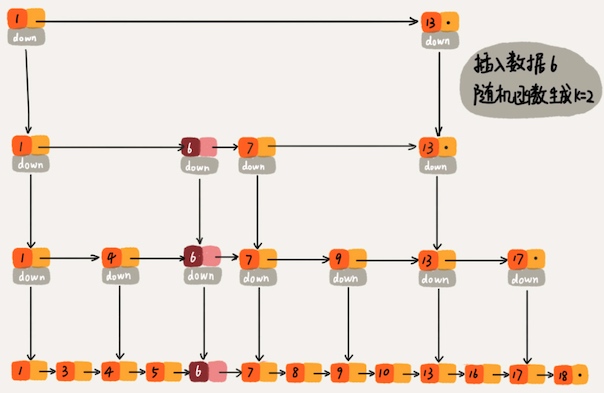 1 13
down down
插入数据6
随机函数生成K=2
1 6 7 13
down down down down
1 4 6 7 9 13 17
down down down down down down down
1 3 4 5 6 7 8 9 10 13 16 17 18